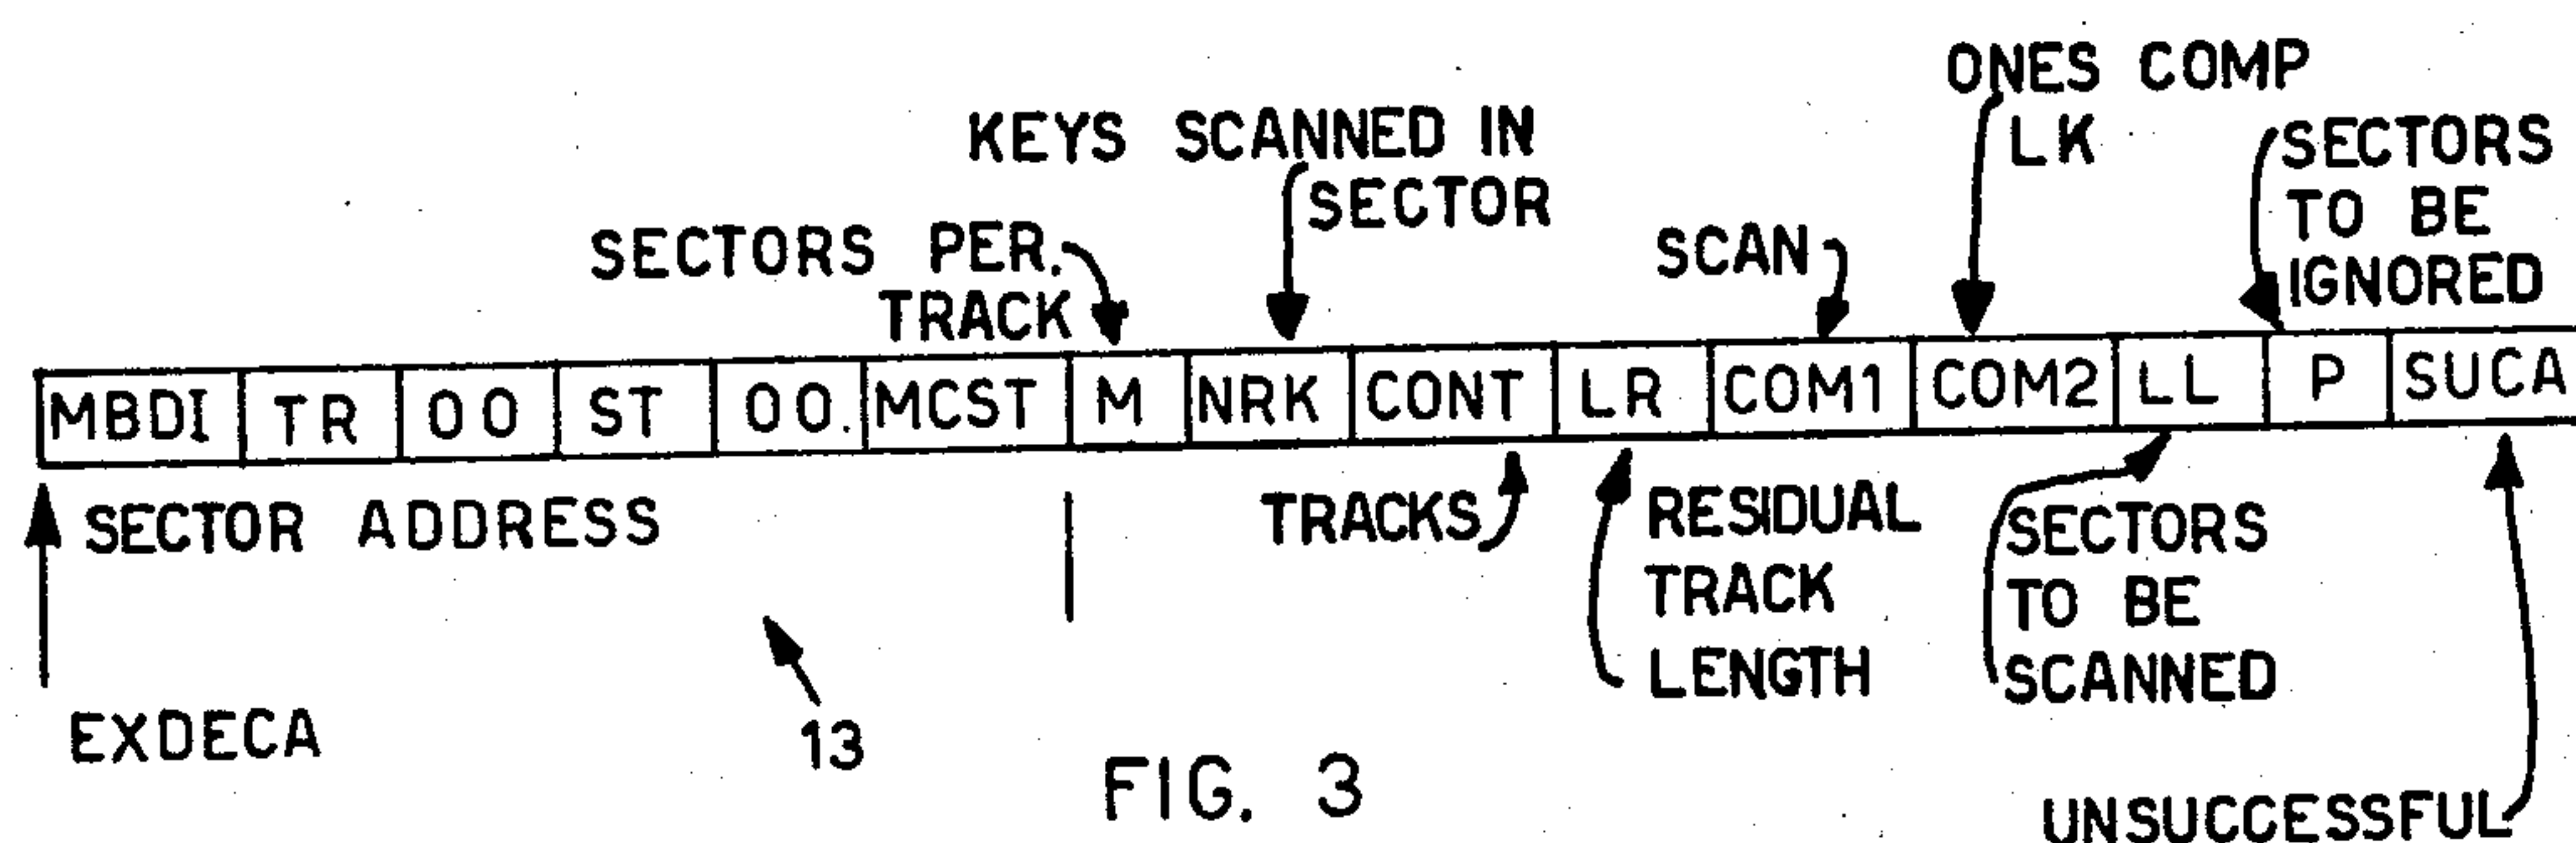 ONES COMP
LK
KEYS SCANNED IN
SECTOR
SECTORS
TO BE
IGNORED
SECTORS PER.
TRACK
SCAN
MBDI TR 00 ST 00. MCST M NRK CONT LR COM1 COM2 LL P SUCA
SECTOR ADDRESS
TRACKS
RESIDUAL
TRACK
LENGTH
SECTORS
TO BE
SCANNED
EXDECA
13
FIG. 3
UNSUCCESSFUL